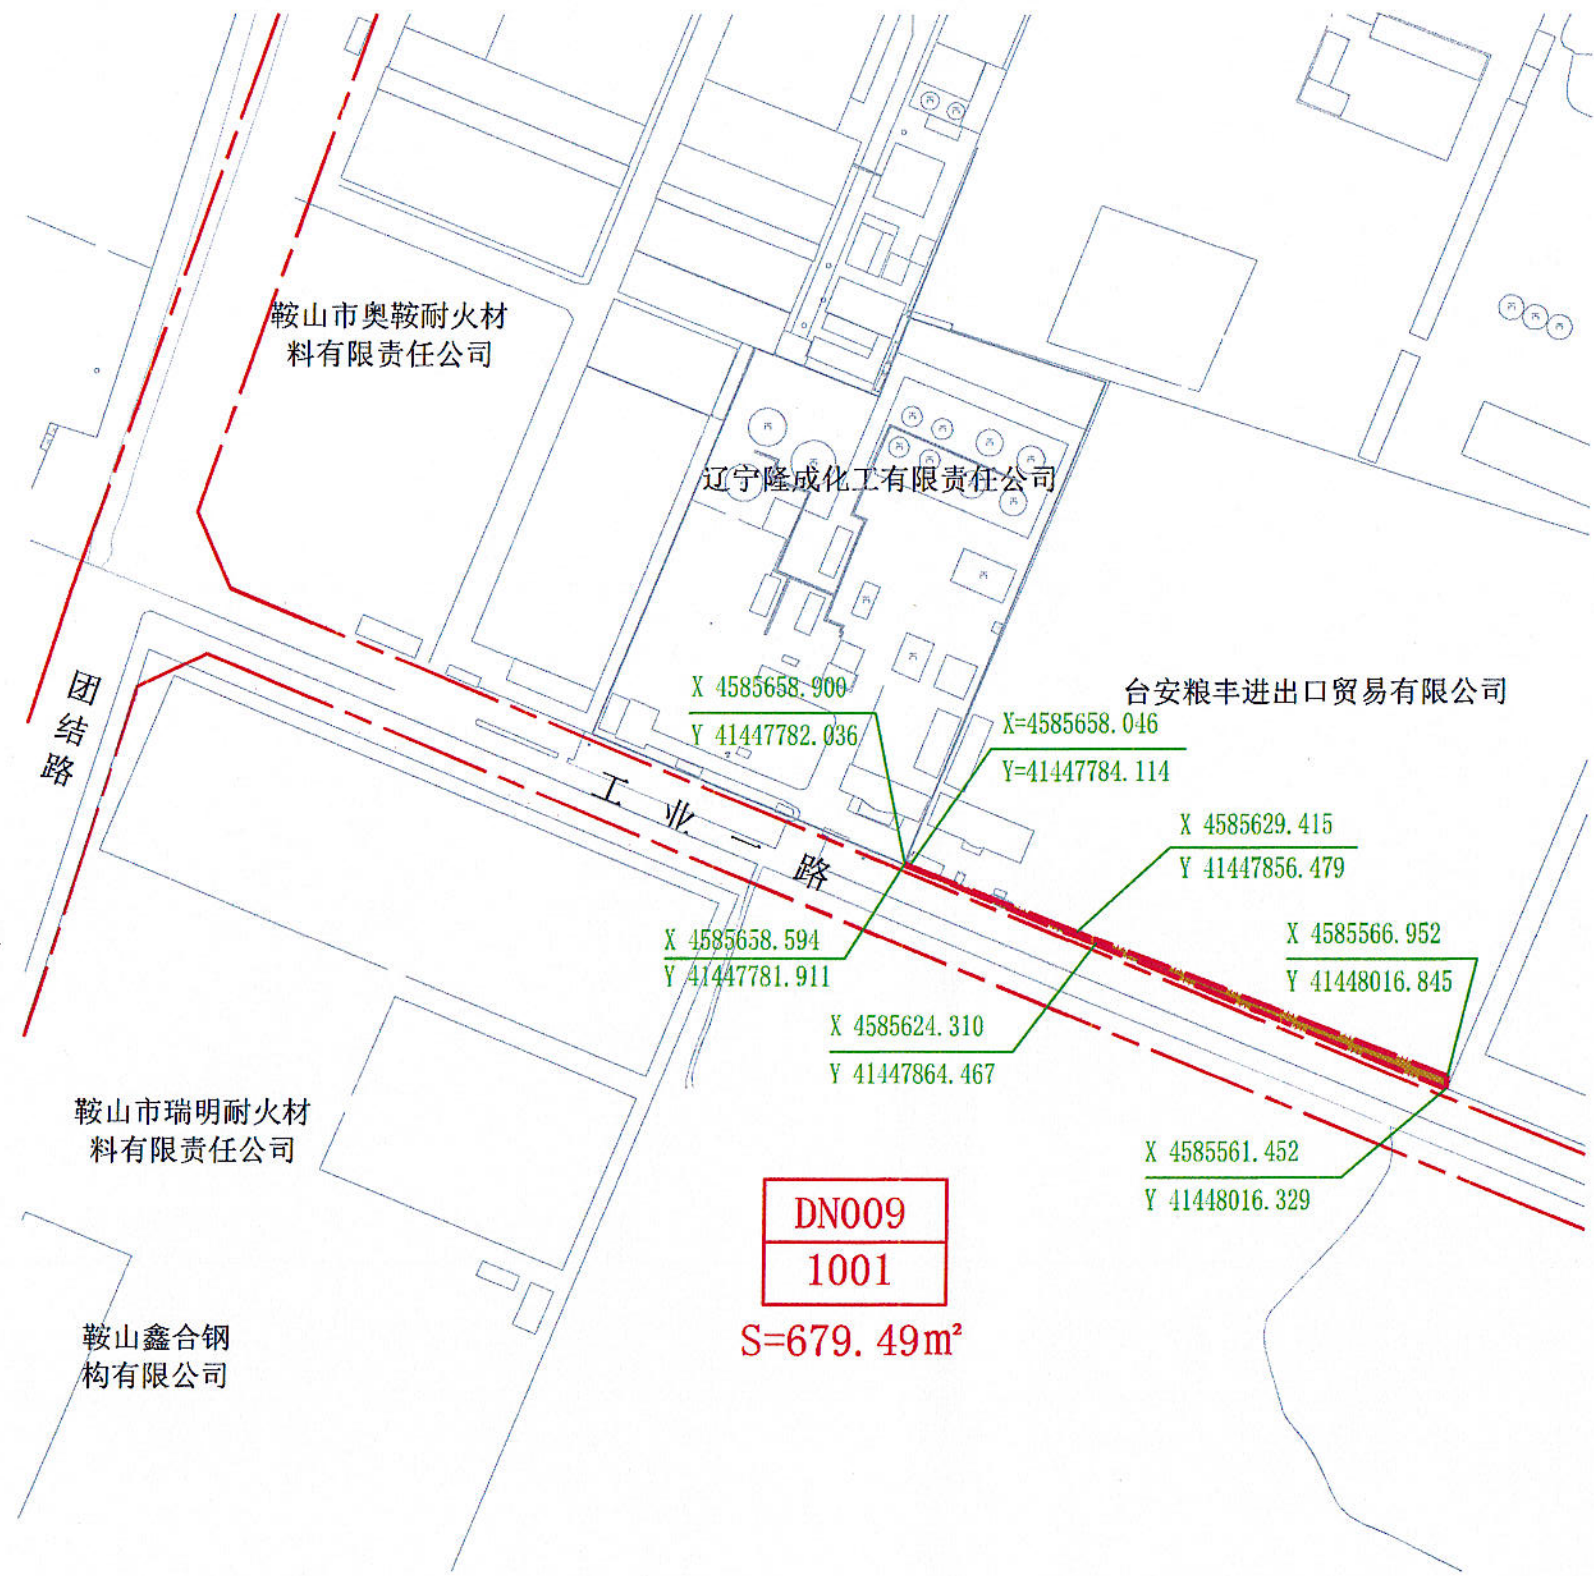 鞍山市奥鞍耐火材
料有限责任公司
辽宁隆成化工有限责任公司
台安粮丰进出口贸易有限公司
团结路
工业一路
X 4585658.900
Y 41447782.036
X=4585658.046
Y=41447784.114
X 4585629.415
Y 41447856.479
X 4585658.594
Y 41447781.911
X 4585566.952
Y 41448016.845
X 4585624.310
Y 41447864.467
X 4585561.452
Y 41448016.329
鞍山市瑞明耐火材
料有限责任公司
DN009
1001
S=679.49m²
鞍山鑫合钢
构有限公司